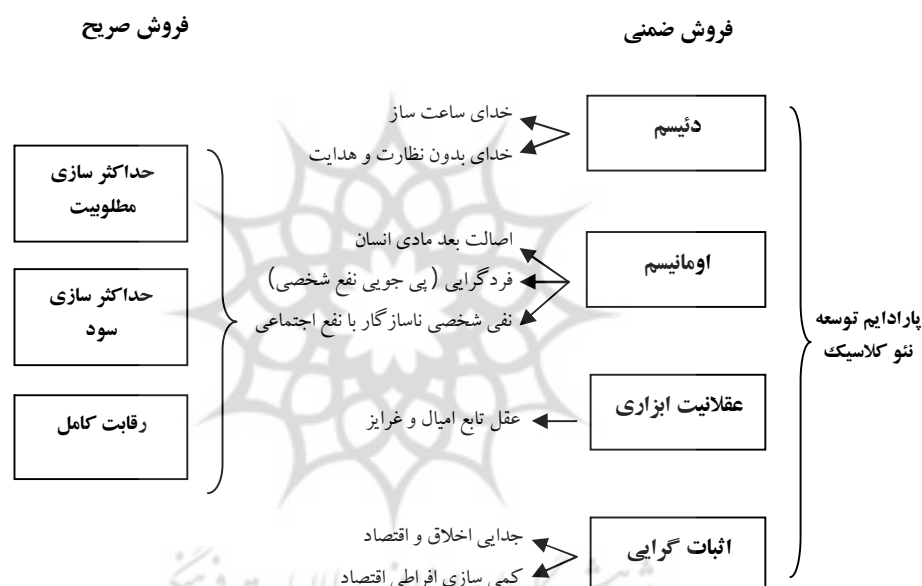 فروش ضمنی
فروش صریح
پارادایم توسعه
نئو کلاسیک
دئیسم
خدای ساعت ساز
خدای بدون نظارت و هدایت
اومانیسم
اصالت بعد مادی انسان
فردگرایی (پی جویی نفع شخصی)
نفی شخصی ناسازگار با نفع اجتماعی
عقلانیت ابزاری
عقل تابع امیال و غرایز
اثبات گرایی
جدایی اخلاق و اقتصاد
کمی سازی افراطی اقتصاد
حداکثر سازی
مطلوبیت
حداکثر سازی
سود
رقابت کامل